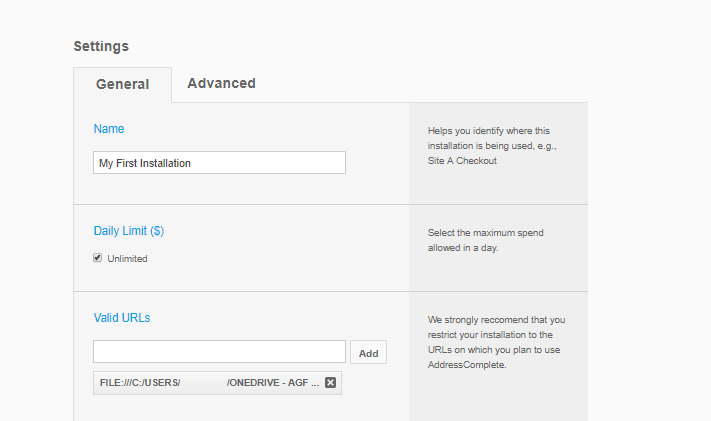 Settings
General
Advanced
Name
My First Installation
Helps you identify where this
installation is being used, e.g.,
Site A Checkout
Daily Limit ($)
Unlimited
Select the maximum spend
allowed in a day.
Valid URLs
Add
FILE:///C:/USERS/ /ONEDRIVE - AGF ...
We strongly reccomend that you
restrict your installation to the
URLs on which you plan to use
AddressComplete.